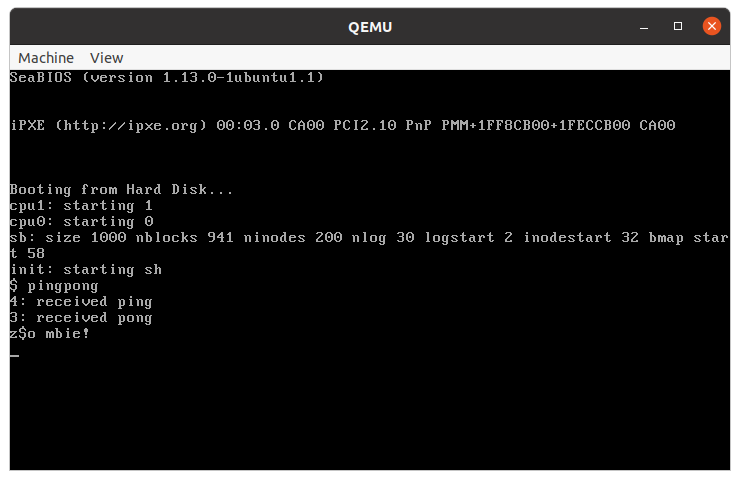 QEMU
Machine View
SeaBIOS (version 1.13.0-1ubuntu1.1)
iPXE (http://ipxe.org) 00:03.0 CA00 PCI2.10 PnP PMM+1FF8CB00+1FECCB00 CA00
Booting from Hard Disk...
cpu1: starting 1
cpu0: starting 0
sb: size 1000 nblocks 941 ninodes 200 nlog 30 logstart 2 inodestart 32 bmap star
t 58
init: starting sh
$ pingpong
4: received ping
3: received pong
z$o mbie!